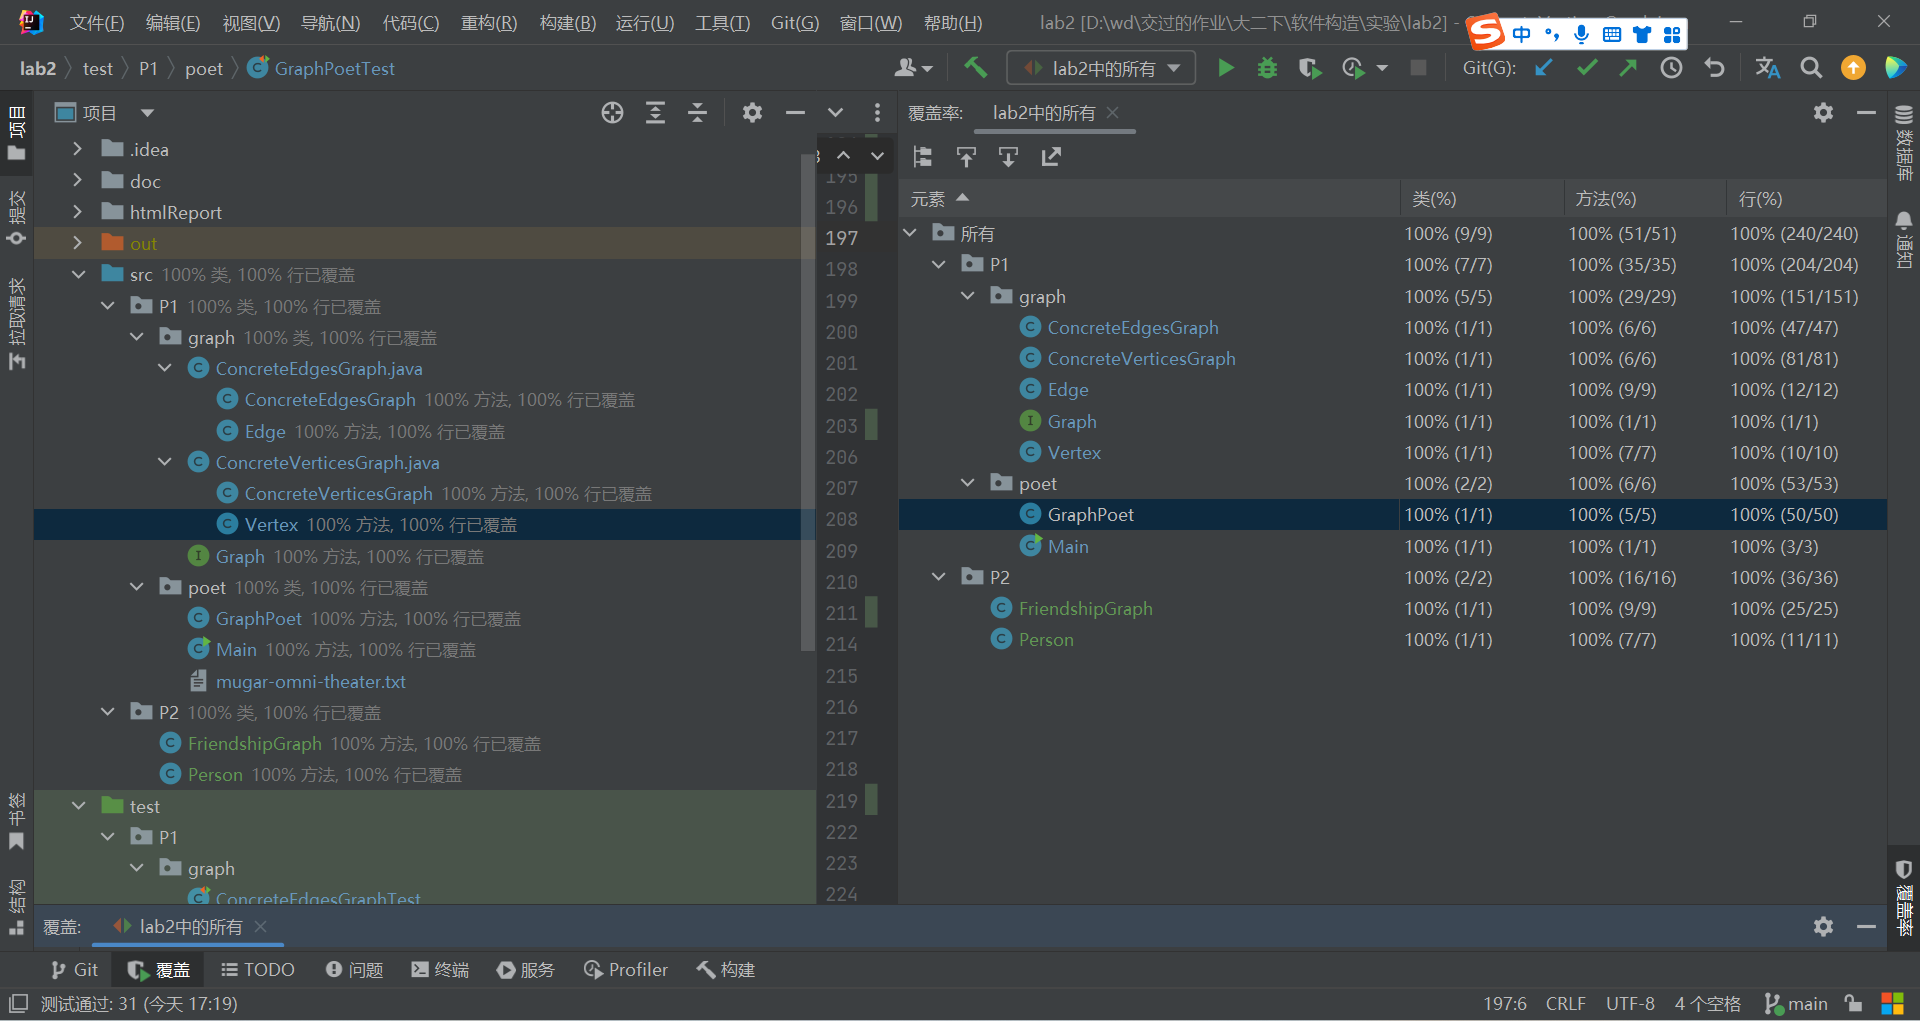 文件(F) 编辑(E) 视图(V) 导航(N) 代码(C) 重构(R) 构建(B) 运行(U) 工具(T) Git(G) 窗口(W) 帮助(H) lab2 [D:\wd\交过的作业\大二下\软件构造\实验\lab2] -
中
lab2 test P1 poet GraphPoetTest
lab2中的所有
Git(G):
项目
覆盖率: lab2中的所有
项目
提交
拉取请求
书签
结构
.idea
doc
htmlReport
out
src 100% 类, 100% 行已覆盖
P1 100% 类, 100% 行已覆盖
graph 100% 类, 100% 行已覆盖
ConcreteEdgesGraph.java
ConcreteEdgesGraph 100% 方法, 100% 行已覆盖
Edge 100% 方法, 100% 行已覆盖
ConcreteVerticesGraph.java
ConcreteVerticesGraph 100% 方法, 100% 行已覆盖
Vertex 100% 方法, 100% 行已覆盖
Graph 100% 方法, 100% 行已覆盖
poet 100% 类, 100% 行已覆盖
GraphPoet 100% 方法, 100% 行已覆盖
Main 100% 方法, 100% 行已覆盖
mugar-omni-theater.txt
P2 100% 类, 100% 行已覆盖
FriendshipGraph 100% 方法, 100% 行已覆盖
Person 100% 方法, 100% 行已覆盖
test
P1
graph
ConcreteEdgesGraphTest
195
196
197
198
199
200
201
202
203
206
207
208
209
210
211
214
215
216
217
218
219
222
223
224
元素 类(%) 方法(%) 行(%)
所有 100% (9/9) 100% (51/51) 100% (240/240)
P1 100% (7/7) 100% (35/35) 100% (204/204)
graph 100% (5/5) 100% (29/29) 100% (151/151)
ConcreteEdgesGraph 100% (1/1) 100% (6/6) 100% (47/47)
ConcreteVerticesGraph 100% (1/1) 100% (6/6) 100% (81/81)
Edge 100% (1/1) 100% (9/9) 100% (12/12)
Graph 100% (1/1) 100% (1/1) 100% (1/1)
Vertex 100% (1/1) 100% (7/7) 100% (10/10)
poet 100% (2/2) 100% (6/6) 100% (53/53)
GraphPoet 100% (1/1) 100% (5/5) 100% (50/50)
Main 100% (1/1) 100% (1/1) 100% (3/3)
P2 100% (2/2) 100% (16/16) 100% (36/36)
FriendshipGraph 100% (1/1) 100% (9/9) 100% (25/25)
Person 100% (1/1) 100% (7/7) 100% (11/11)
数据库
通知
覆盖率
覆盖: lab2中的所有
Git 覆盖 TODO 问题 终端 服务 Profiler 构建
测试通过: 31 (今天 17:19)
197:6 CRLF UTF-8 4 个空格 main